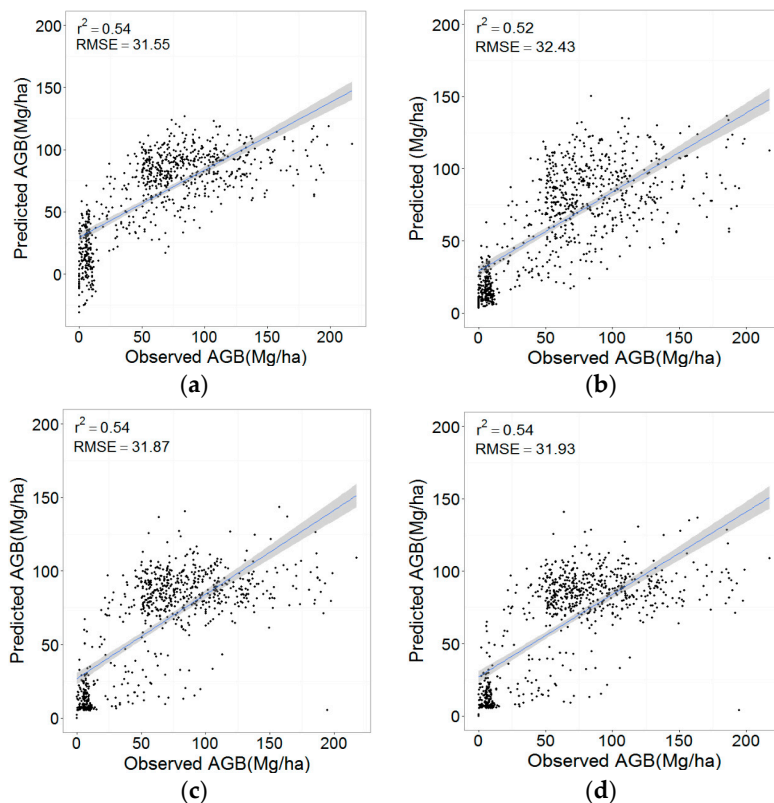 r² = 0.54
RMSE = 31.55
200
150
100
50
0
Predicted AGB(Mg/ha)
0 50 100 150 200
Observed AGB(Mg/ha)
(a)
r² = 0.52
RMSE = 32.43
200
150
100
50
0
Predicted (Mg/ha)
0 50 100 150 200
Observed AGB(Mg/ha)
(b)
r² = 0.54
RMSE = 31.87
200
150
100
50
0
Predicted AGB(Mg/ha)
0 50 100 150 200
Observed AGB(Mg/ha)
(c)
r² = 0.54
RMSE = 31.93
200
150
100
50
0
Predicted AGB(Mg/ha)
0 50 100 150 200
Observed AGB(Mg/ha)
(d)